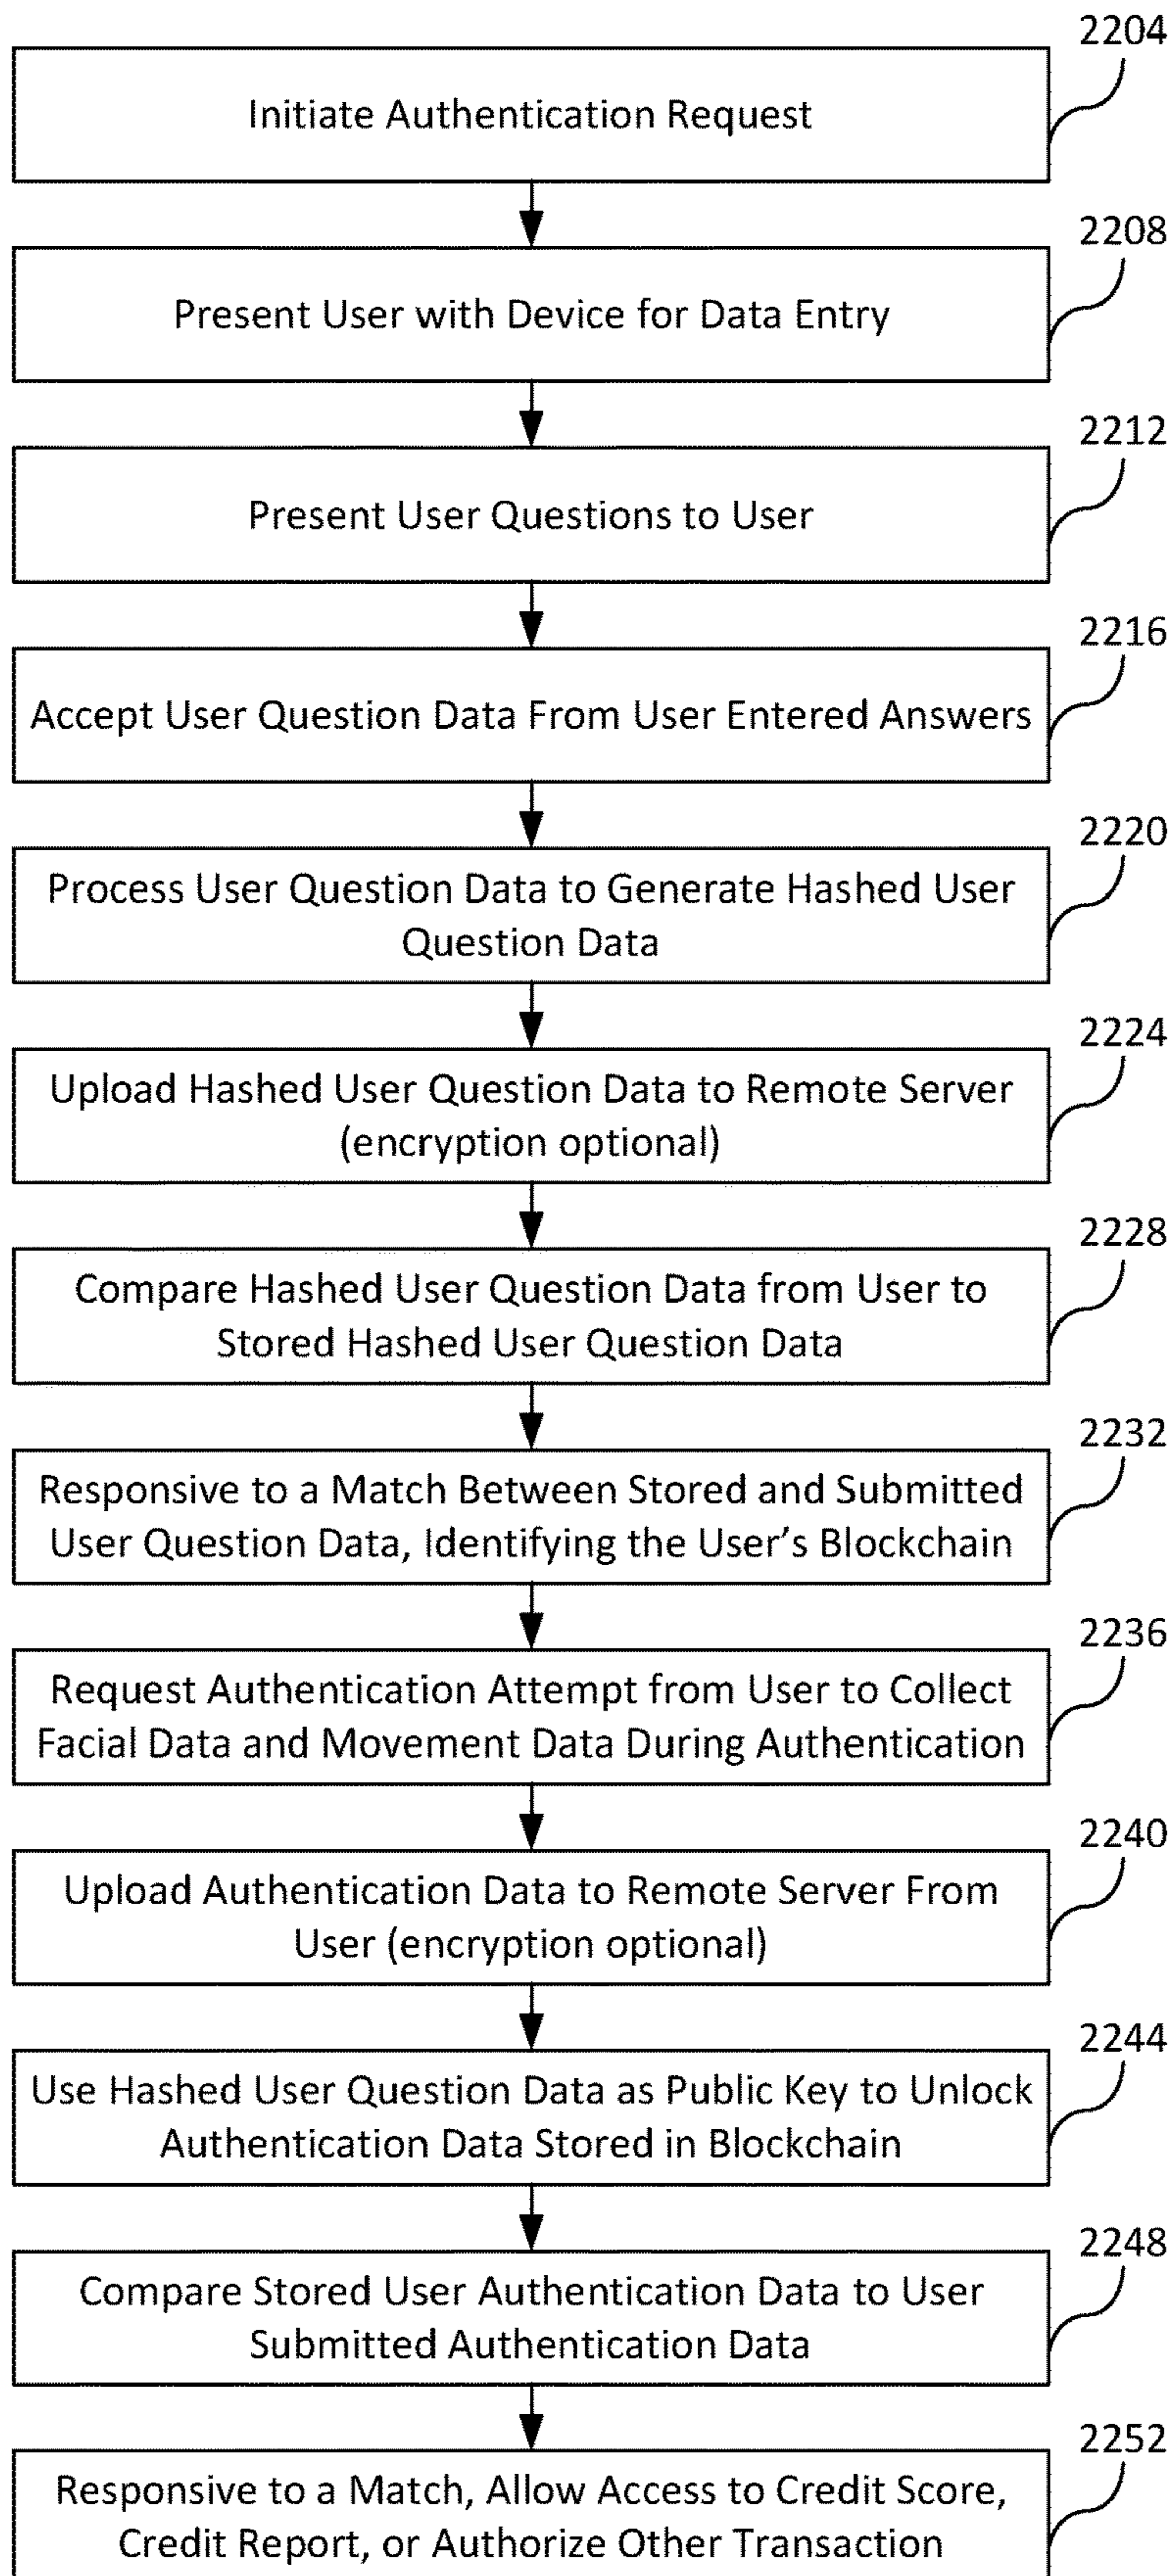 2204
Initiate Authentication Request
2208
Present User with Device for Data Entry
2212
Present User Questions to User
2216
Accept User Question Data From User Entered Answers
2220
Process User Question Data to Generate Hashed User
Question Data
2224
Upload Hashed User Question Data to Remote Server
(encryption optional)
2228
Compare Hashed User Question Data from User to
Stored Hashed User Question Data
2232
Responsive to a Match Between Stored and Submitted
User Question Data, Identifying the User's Blockchain
2236
Request Authentication Attempt from User to Collect
Facial Data and Movement Data During Authentication
2240
Upload Authentication Data to Remote Server From
User (encryption optional)
2244
Use Hashed User Question Data as Public Key to Unlock
Authentication Data Stored in Blockchain
2248
Compare Stored User Authentication Data to User
Submitted Authentication Data
2252
Responsive to a Match, Allow Access to Credit Score,
Credit Report, or Authorize Other Transaction